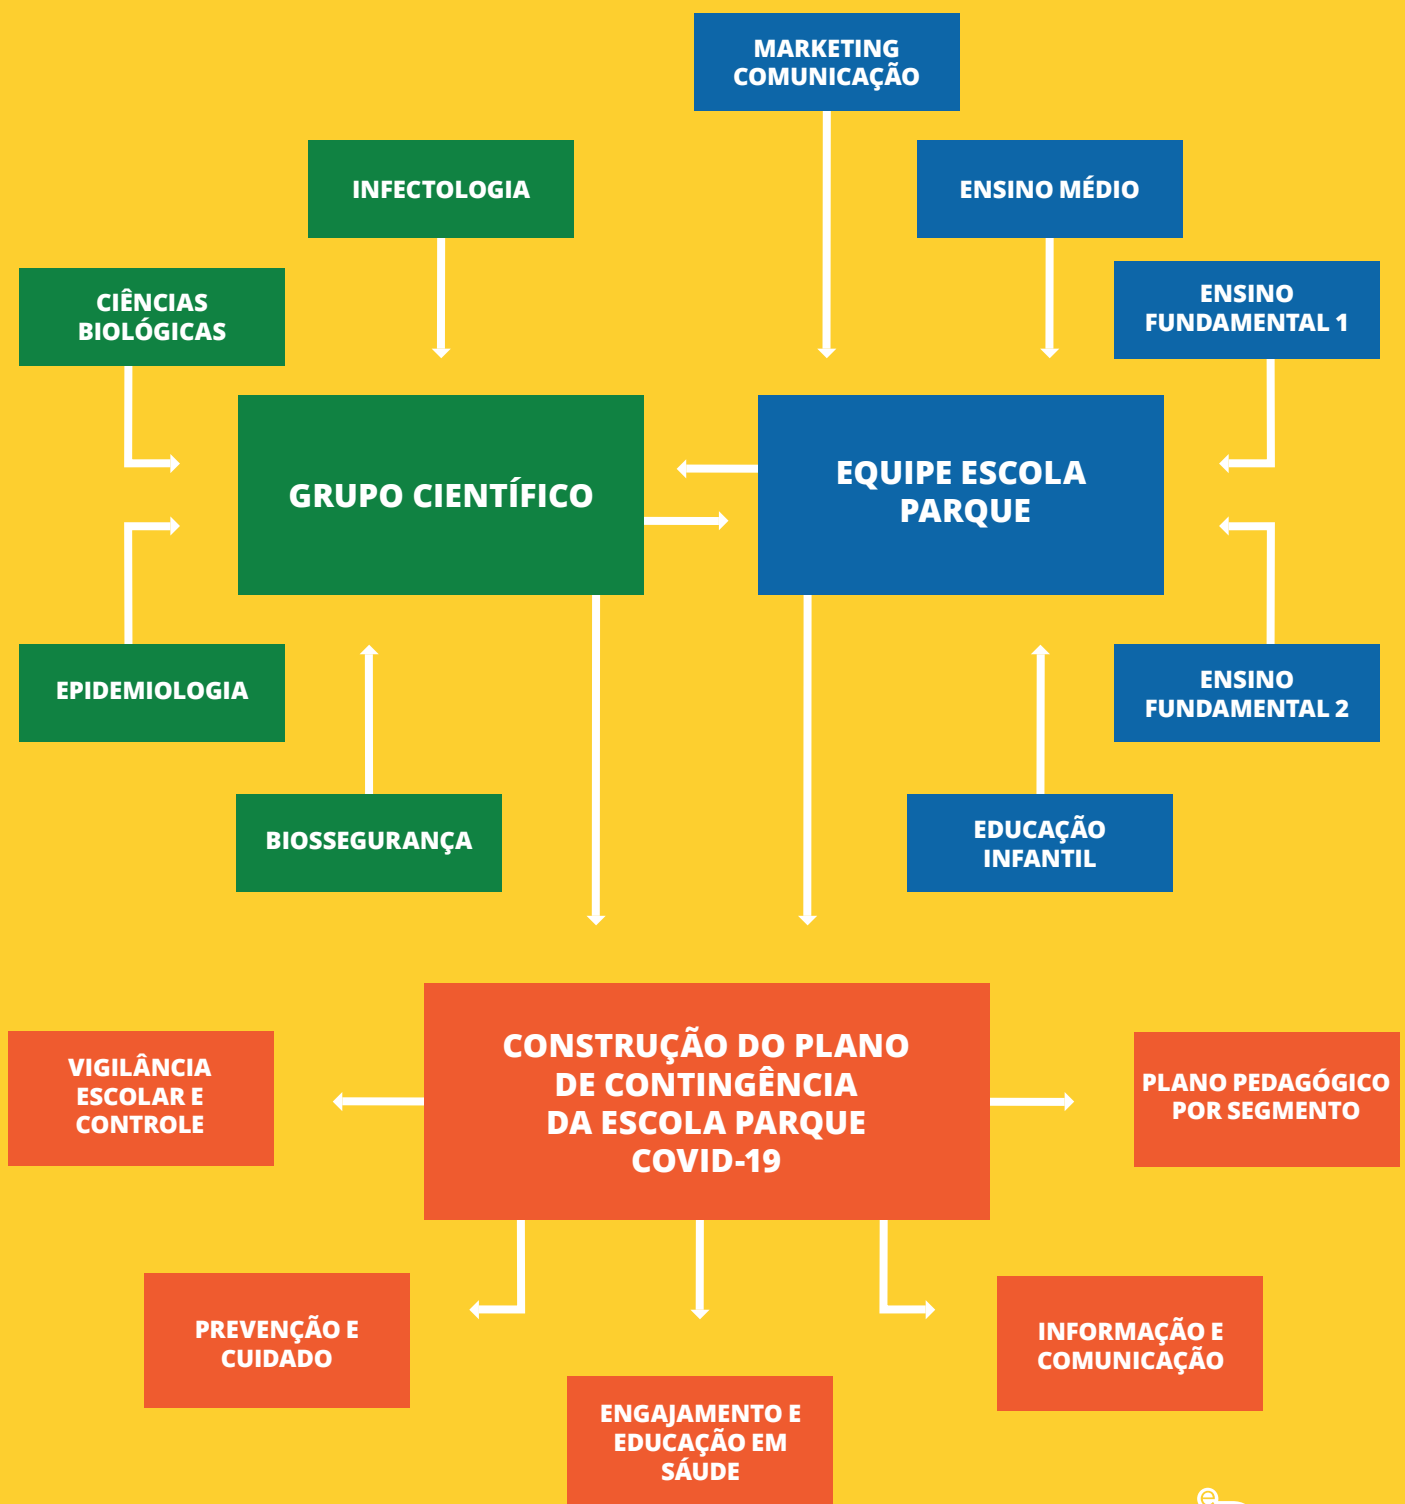 MARKETING
COMUNICAÇÃO
INFECTOLOGIA
ENSINO MÉDIO
CIÊNCIAS
BIOLÓGICAS
ENSINO
FUNDAMENTAL 1
GRUPO CIENTÍFICO
EQUIPE ESCOLA
PARQUE
EPIDEMIOLOGIA
ENSINO
FUNDAMENTAL 2
BIOSSEGURANÇA
EDUCAÇÃO
INFANTIL
CONSTRUÇÃO DO PLANO
DE CONTINGÊNCIA
DA ESCOLA PARQUE
COVID-19
VIGILÂNCIA
ESCOLAR E
CONTROLE
PLANO PEDAGÓGICO
POR SEGMENTO
PREVENÇÃO E
CUIDADO
INFORMAÇÃO E
COMUNICAÇÃO
ENGAJAMENTO E
EDUCAÇÃO EM
SÁUDE